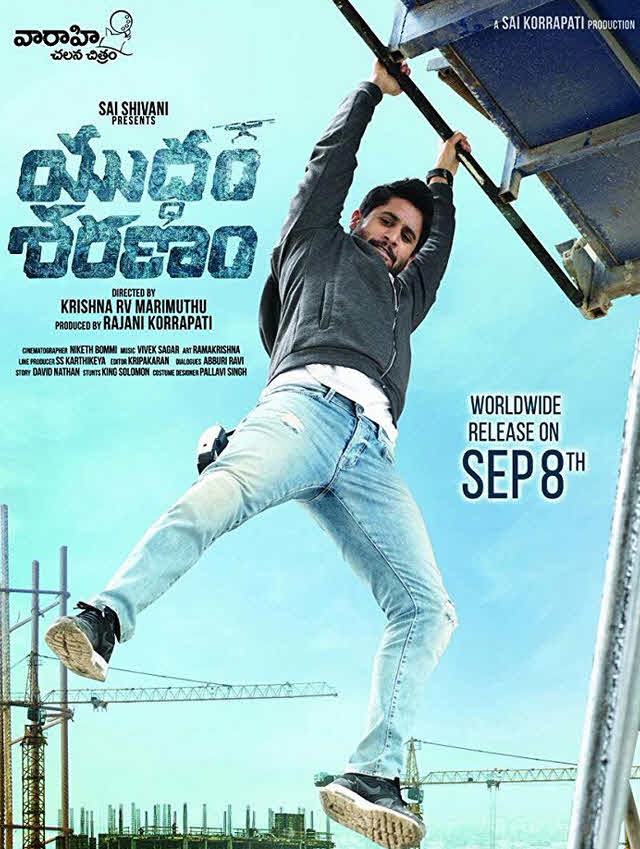 A SAI KORRAPATI PRODUCTION
వారాహి
చలన చిత్రం
SAI SHIVANI
PRESENTS
యుద్ధం
శరణం
DIRECTED BY
KRISHNA RV MARIMUTHU
PRODUCED BY RAJANI KORRAPATI
CINEMATOGRAPHER NIKETH BOMMI MUSIC VIVEK SAGAR ART RAMAKRISHNA
LINE PRODUCER SS KARTHIKEYA EDITOR KRIPAKARAN DIALOGUES ABBURI RAVI
STORY DAVID NATHAN STUNTS KING SOLOMON COSTUME DESIGNER PALLAVI SINGH
WORLDWIDE
RELEASE ON
SEP 8TH